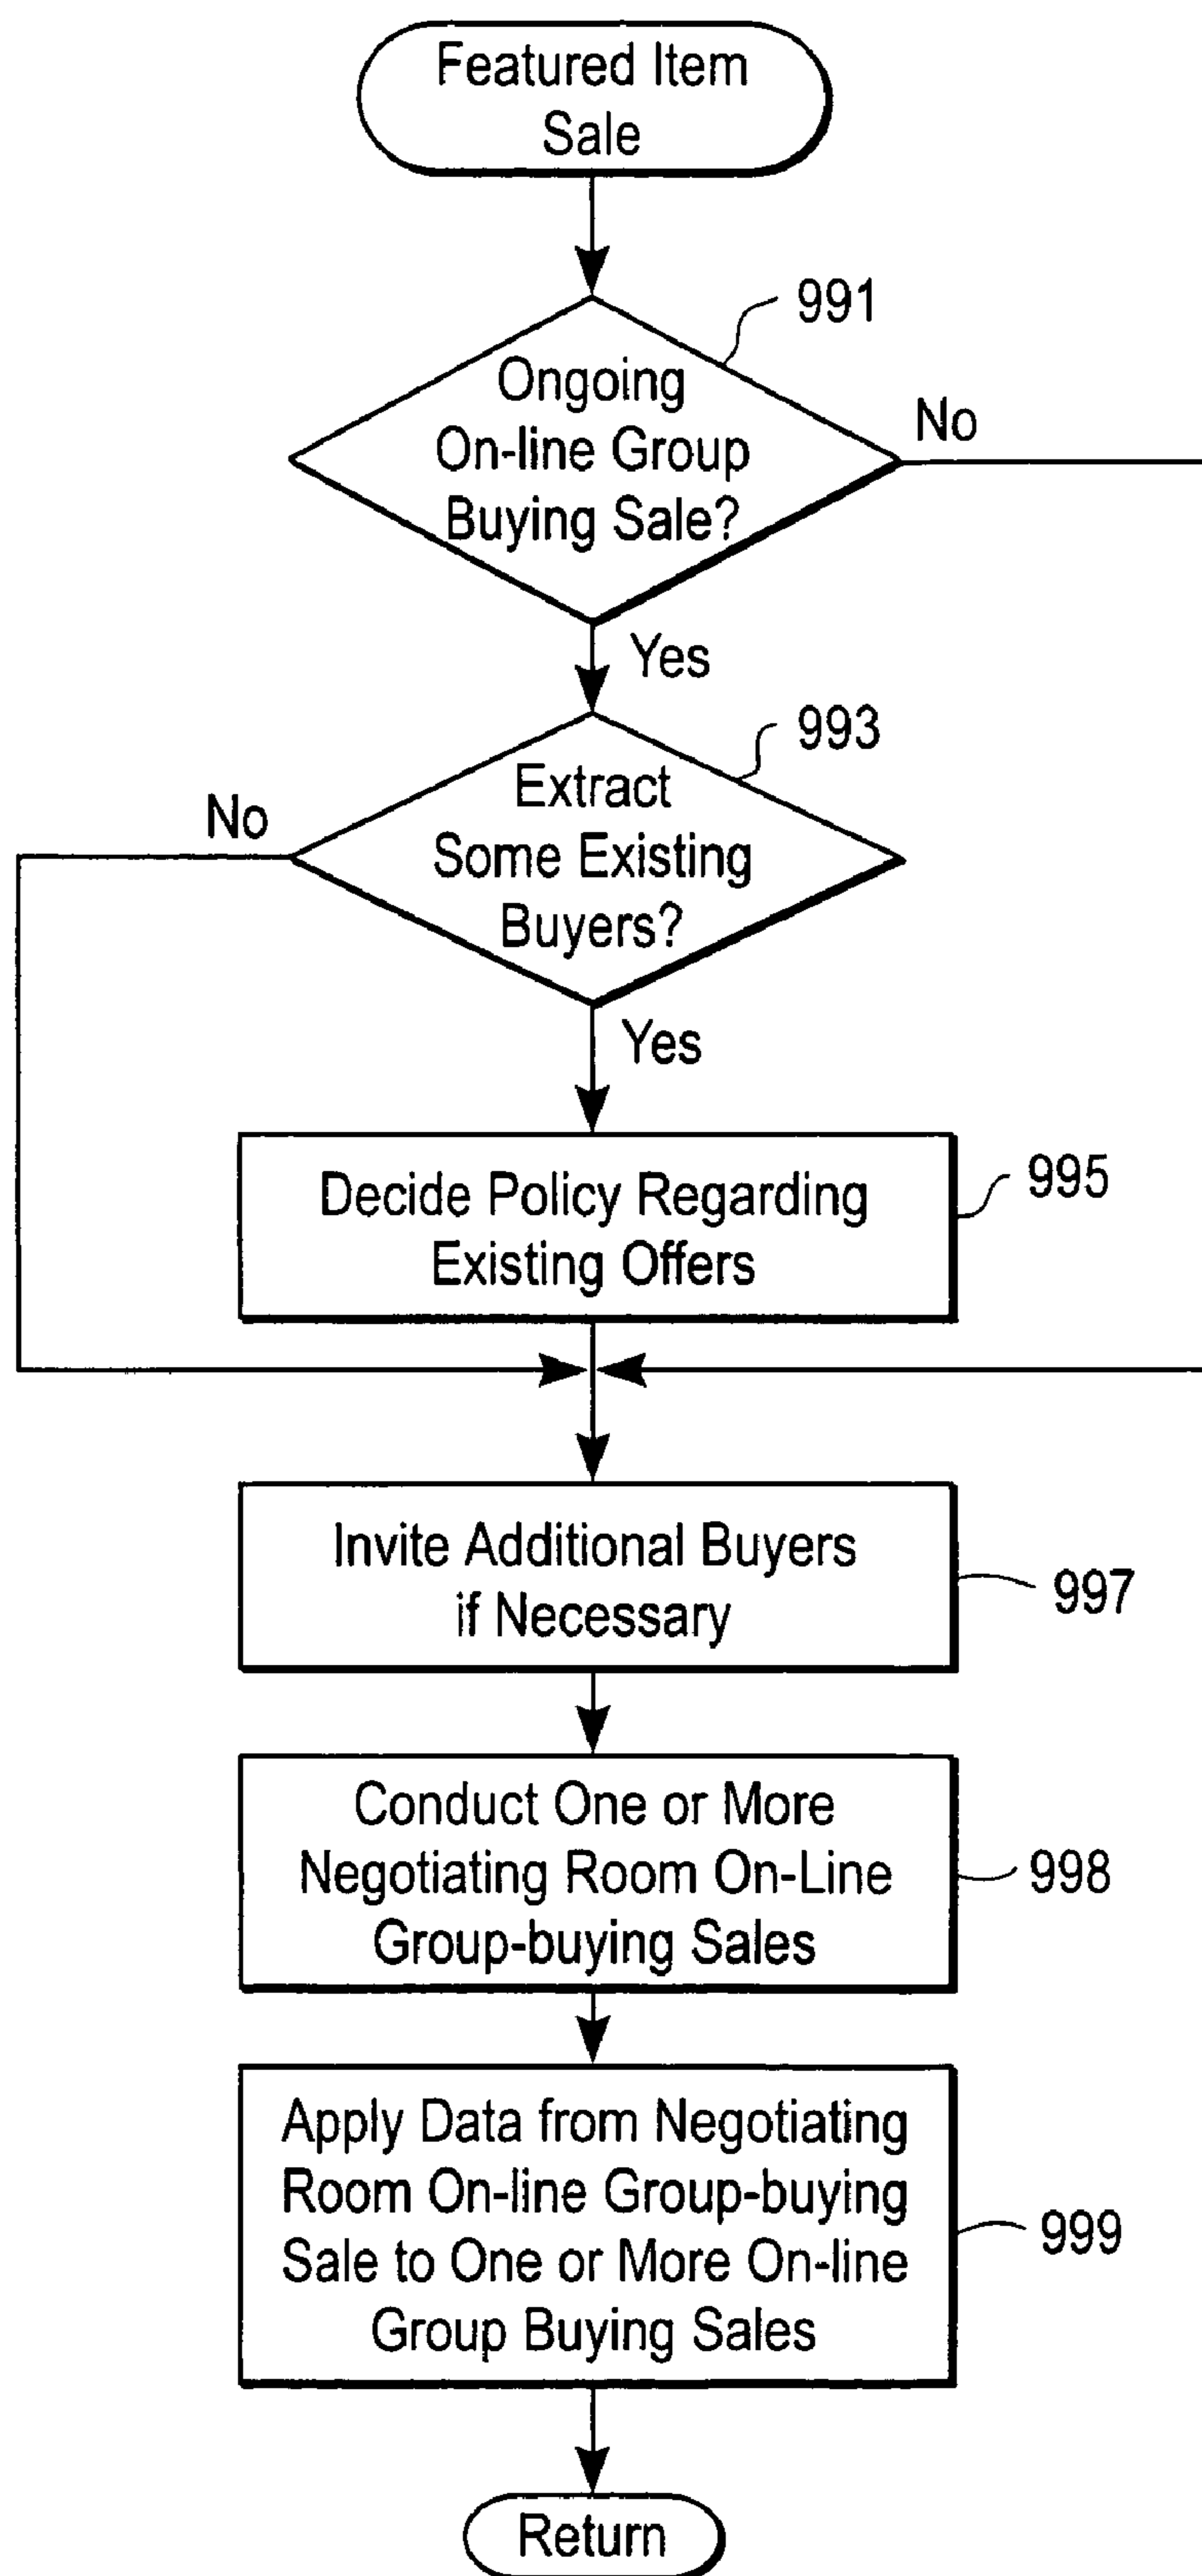 Featured Item
Sale
991
Ongoing
On-line Group
Buying Sale?
No
Yes
993
Extract
Some Existing
Buyers?
No
Yes
995
Decide Policy Regarding
Existing Offers
Invite Additional Buyers
if Necessary
997
Conduct One or More
Negotiating Room On-Line
Group-buying Sales
998
Apply Data from Negotiating
Room On-line Group-buying
Sale to One or More On-line
Group Buying Sales
999
Return